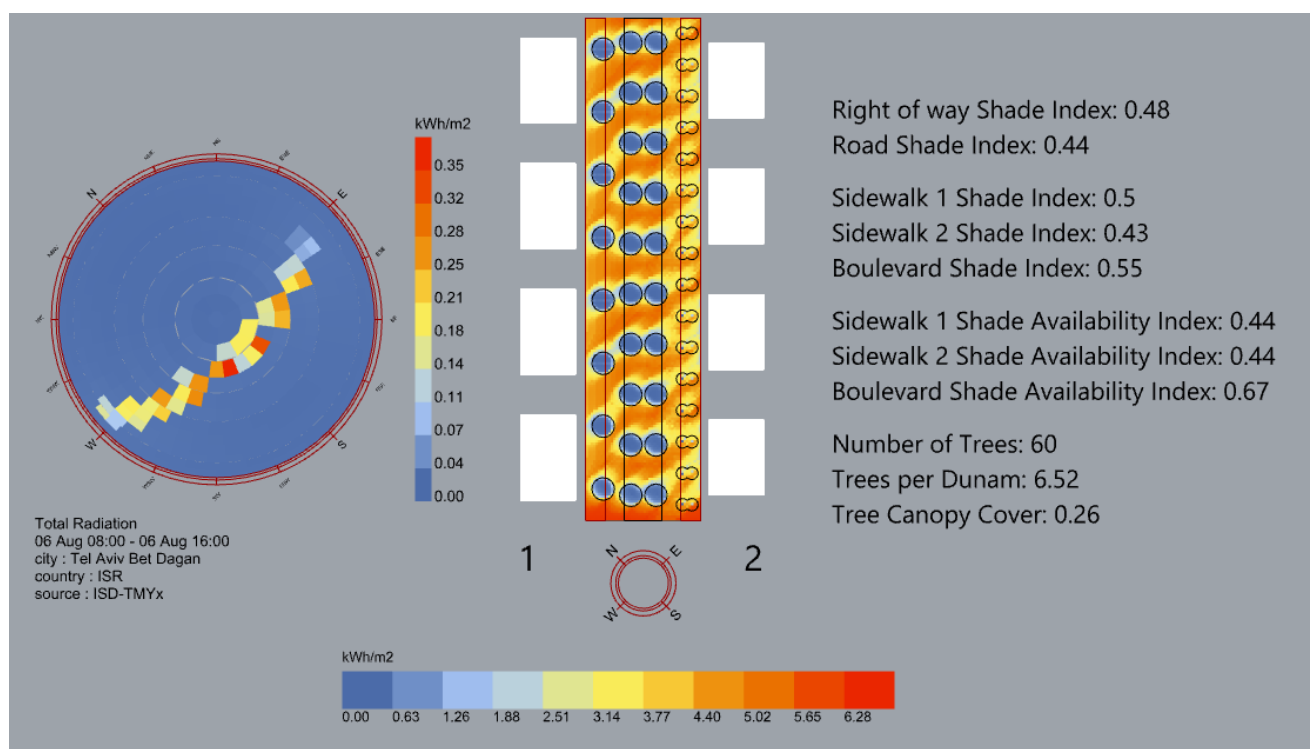 kWh/m2
0.35
0.32
0.28
0.25
0.21
0.18
0.14
0.11
0.07
0.04
0.00
N
E
S
W
Total Radiation
06 Aug 08:00 - 06 Aug 16:00
city : Tel Aviv Bet Dagan
country : ISR
source : ISD-TMYx
1
2
N
E
W
S
Right of way Shade Index: 0.48
Road Shade Index: 0.44
Sidewalk 1 Shade Index: 0.5
Sidewalk 2 Shade Index: 0.43
Boulevard Shade Index: 0.55
Sidewalk 1 Shade Availability Index: 0.44
Sidewalk 2 Shade Availability Index: 0.44
Boulevard Shade Availability Index: 0.67
Number of Trees: 60
Trees per Dunam: 6.52
Tree Canopy Cover: 0.26
kWh/m2
0.00 0.63 1.26 1.88 2.51 3.14 3.77 4.40 5.02 5.65 6.28